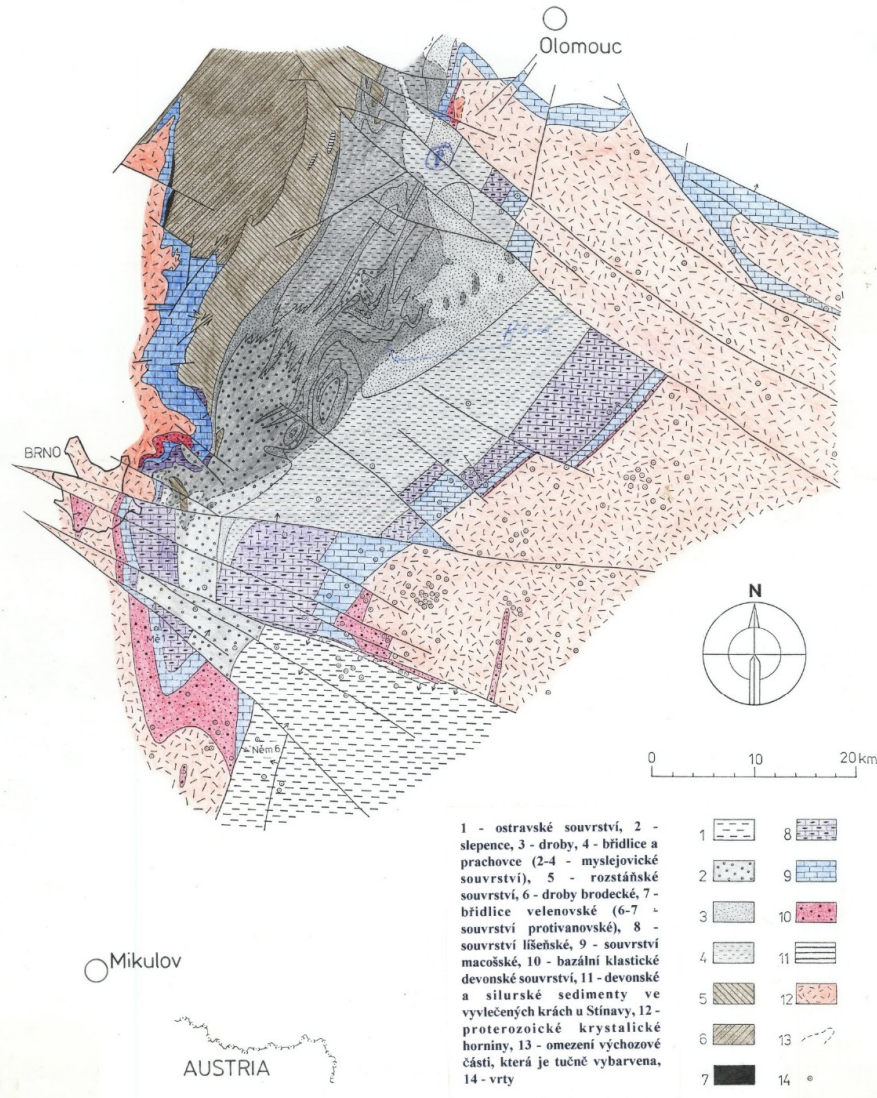 Olomouc
BRNO
Mě1
Něm6
N
0 10 20 km
Mikulov
AUSTRIA
1 - ostravské souvrství, 2 -
slepence, 3 - droby, 4 - břidlice a
prachovce (2-4 - myslejovické
souvrství), 5 - rozstáňské
souvrství, 6 - droby brodecké, 7 -
břidlice velenovské (6-7 -
souvrství protivanovské), 8 -
souvrství líšeňské, 9 - souvrství
macošské, 10 - bazální klastické
devonské souvrství, 11 - devonské
a silurské sedimenty ve
vyvlečených krách u Stínavy, 12 -
proterozoické krystalické
horniny, 13 - omezení výchozové
části, která je tučně vybarvena,
14 - vrty
1
2
3
4
5
6
7
8
9
10
11
12
13
14